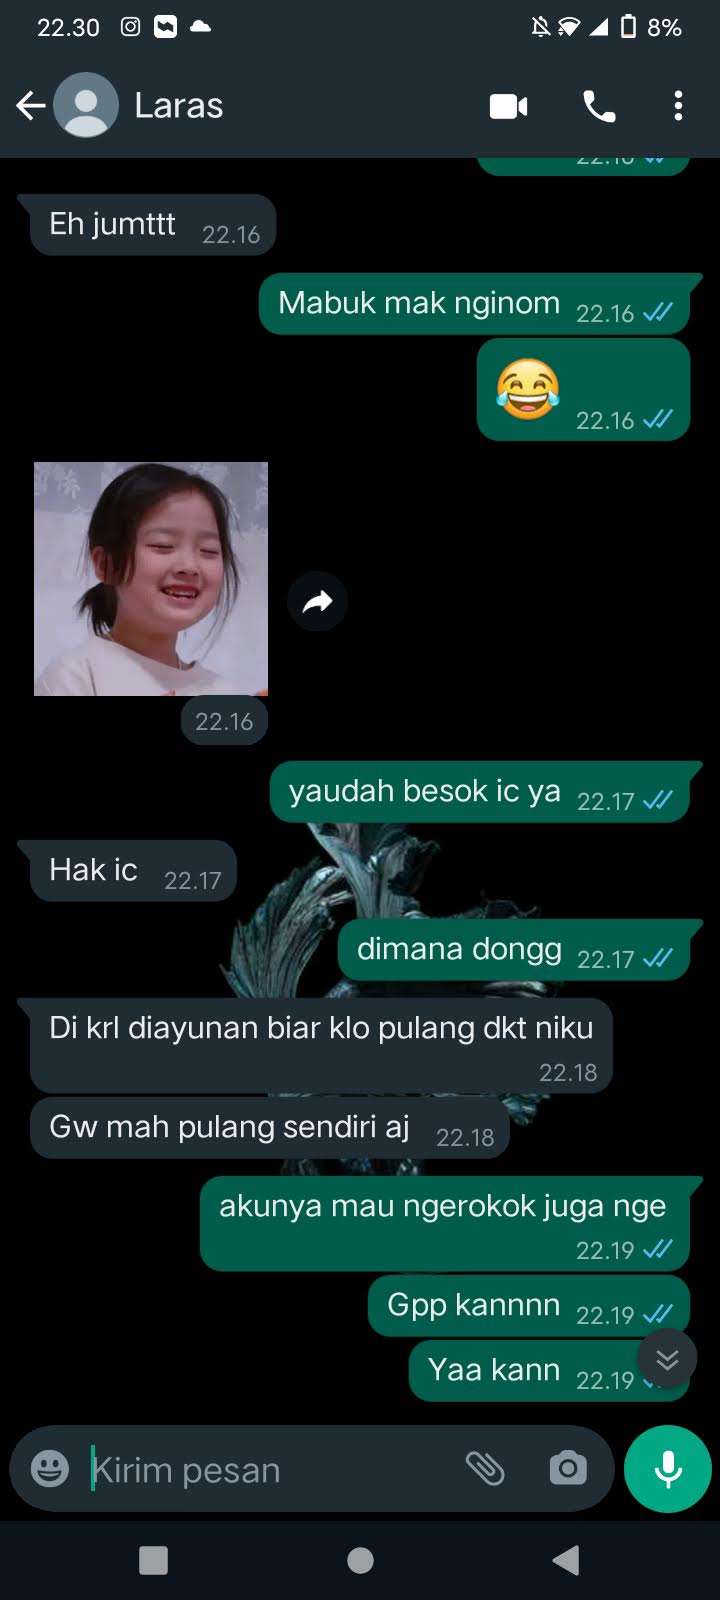 22.30
8%
Laras
Eh jumttt 22.16
Mabuk mak nginom 22.16
😂 22.16
22.16
yaudah besok ic ya 22.17
Hak ic 22.17
dimana dongg 22.17
Di krl diayunan biar klo pulang dkt niku
22.18
Gw mah pulang sendiri aj 22.18
akunya mau ngerokok juga nge
22.19
Gpp kannnn 22.19
Yaa kann 22.19
Kirim pesan